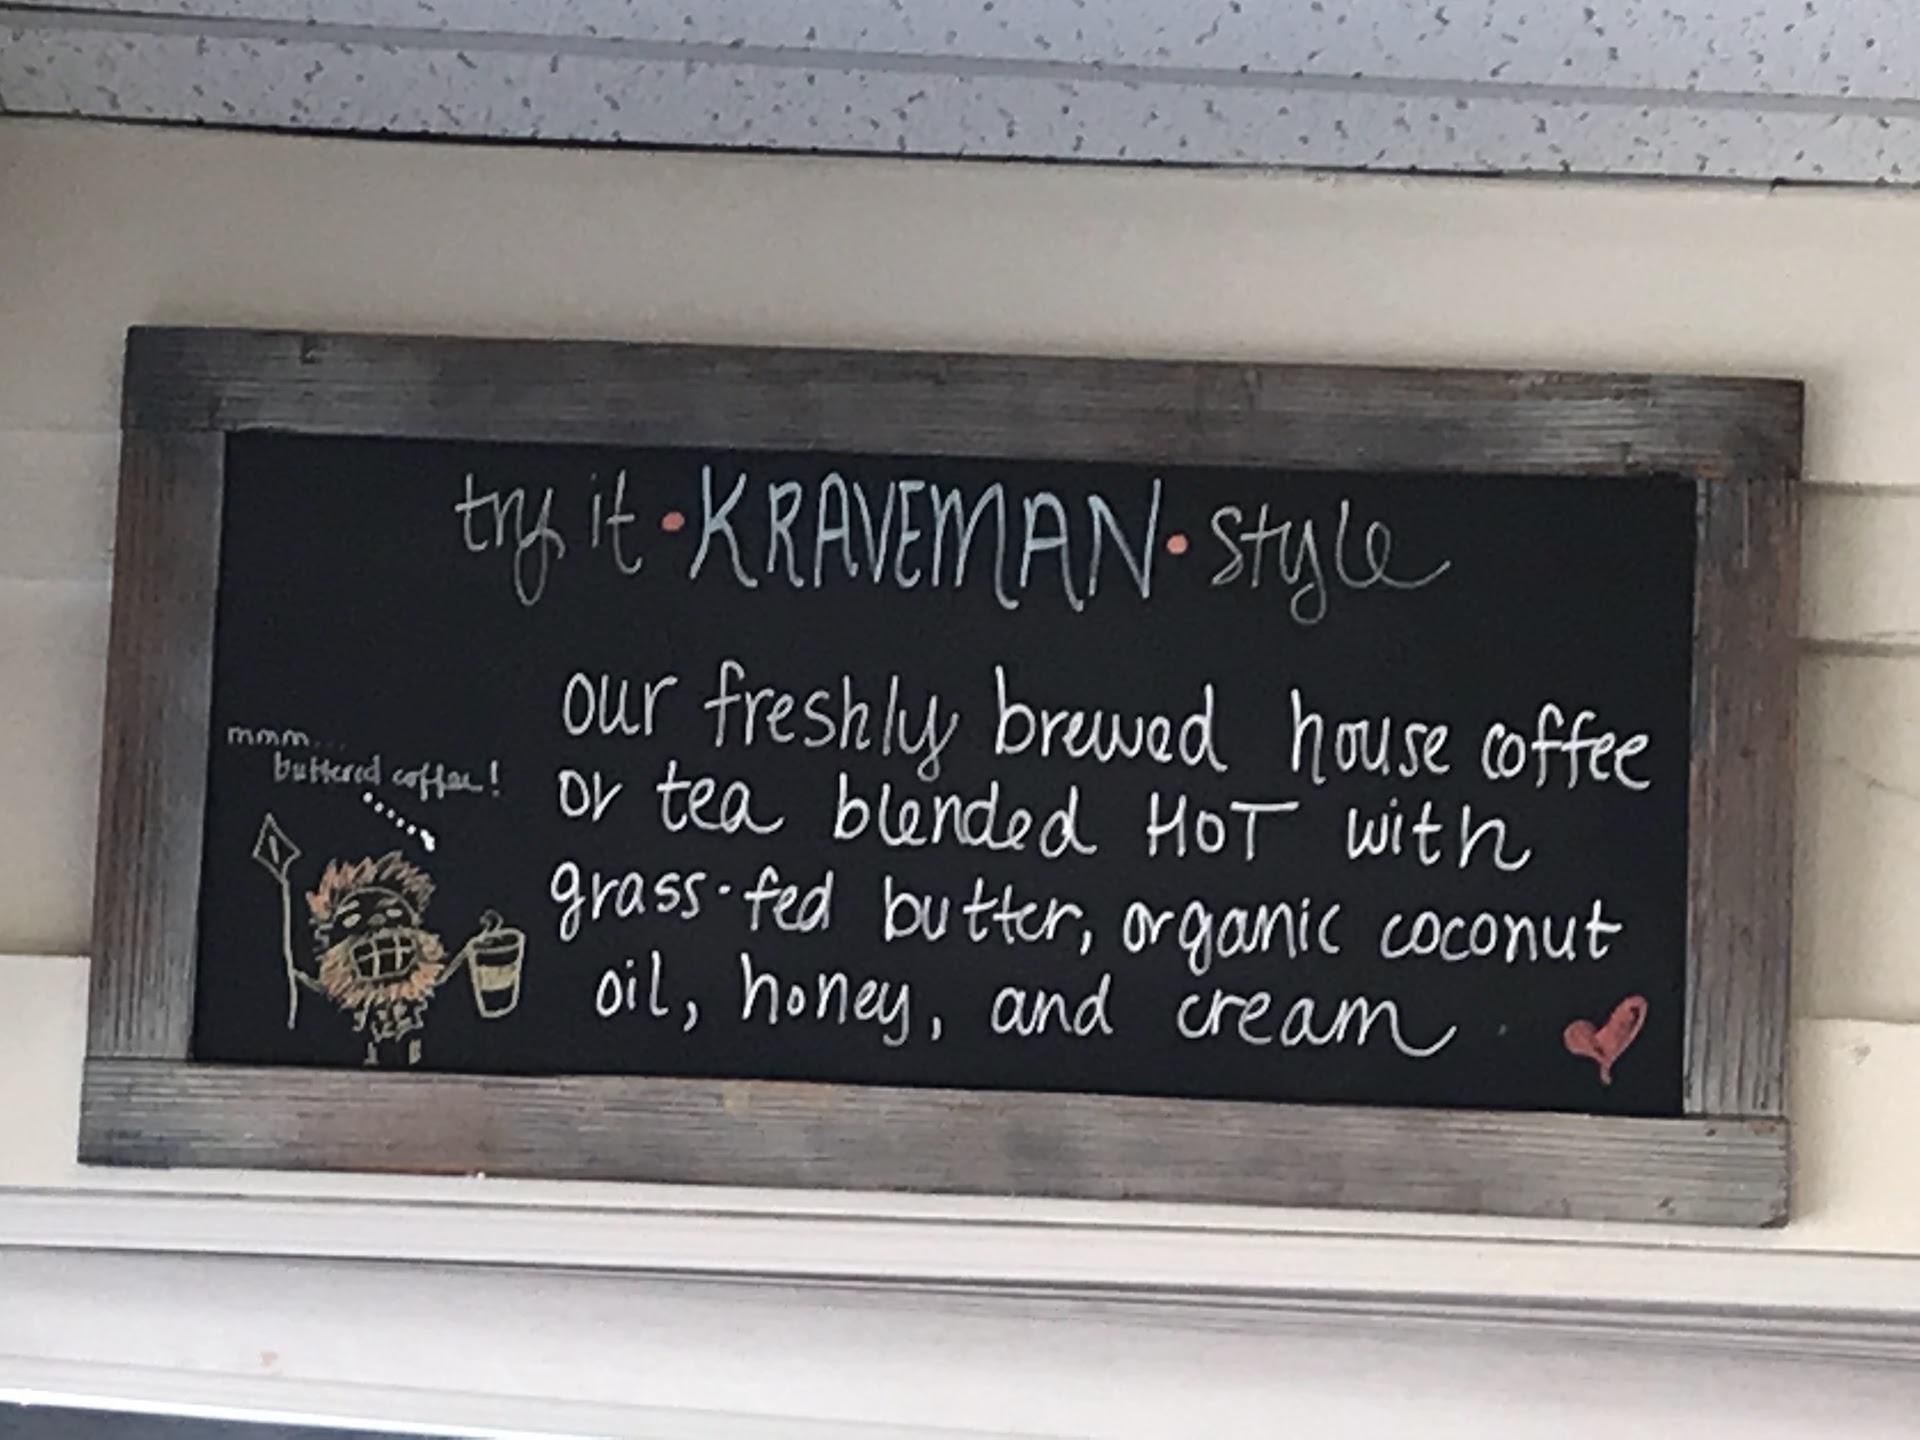 try it • KRAVEMAN • style
mmm...
buttered coffee!
our freshly brewed house coffee
or tea blended HOT with
grass-fed butter, organic coconut
oil, honey, and cream